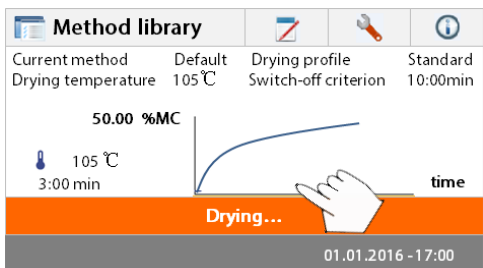 Method library
Current method Default Drying profile Standard
Drying temperature 105℃ Switch-off criterion 10:00min
50.00 %MC
105 ℃
3:00 min
time
Drying...
01.01.2016 -17:00